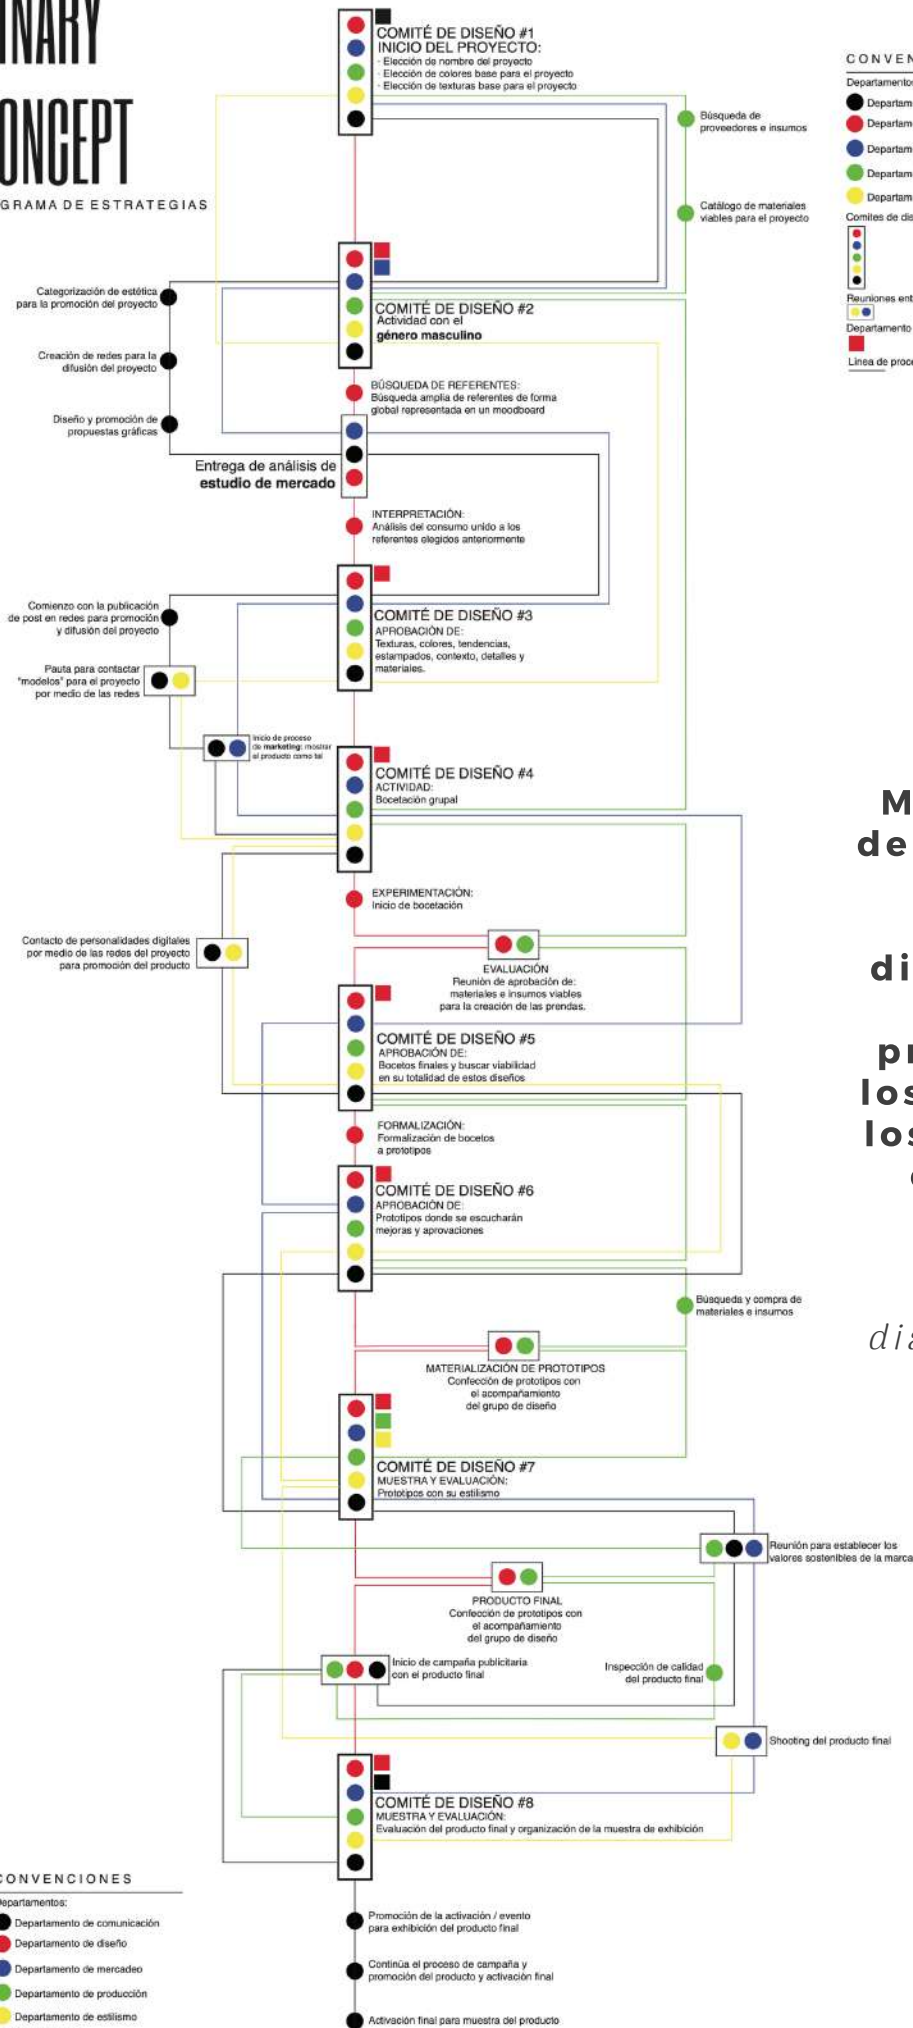 INARY
ONCEPT
GRAMA DE ESTRATEGIAS
COMITÉ DE DISEÑO #1
INICIO DEL PROYECTO:
- Elección de nombre del proyecto
- Elección de colores base para el proyecto
- Elección de texturas base para el proyecto
Búsqueda de
proveedores e insumos
Catálogo de materiales
viables para el proyecto
CONVEN
Departamentos
Departam
Departam
Departam
Departam
Departam
Comites de dis
Reuniones ent
Departamento
Linea de proce
COMITÉ DE DISEÑO #2
Actividad con el
género masculino
Categorización de estética
para la promoción del proyecto
Creación de redes para la
difusión del proyecto
Diseño y promoción de
propuestas gráficas
BÚSQUEDA DE REFERENTES:
Búsqueda amplia de referentes de forma
global representada en un moodboard
Entrega de análisis de
estudio de mercado
INTERPRETACIÓN:
Análisis del consumo unido a los
referentes elegidos anteriormente
COMITÉ DE DISEÑO #3
APROBACIÓN DE:
Texturas, colores, tendencias,
estampados, contexto, detalles y
materiales.
Comienzo con la publicación
de post en redes para promoción
y difusión del proyecto
Pauta para contactar
"modelos" para el proyecto
por medio de las redes
Inicio de proceso
de marketing: mostrar
el producto como tal
COMITÉ DE DISEÑO #4
ACTIVIDAD:
Bocetación grupal
EXPERIMENTACIÓN:
Inicio de bocetación
Contacto de personalidades digitales
por medio de las redes del proyecto
para promoción del producto
EVALUACIÓN
Reunión de aprobación de:
materiales e insumos viables
para la creación de las prendas.
COMITÉ DE DISEÑO #5
APROBACIÓN DE:
Bocetos finales y buscar viabilidad
en su totalidad de estos diseños
FORMALIZACIÓN:
Formalización de bocetos
a prototipos
COMITÉ DE DISEÑO #6
APROBACIÓN DE:
Prototipos donde se escucharán
mejoras y aprovaciones
Búsqueda y compra de
materiales e insumos
MATERIALIZACIÓN DE PROTOTIPOS
Confección de prototipos con
el acompañamiento
del grupo de diseño
COMITÉ DE DISEÑO #7
MUESTRA Y EVALUACIÓN:
Prototipos con su estilismo
Reunión para establecer los
valores sostenibles de la marca
PRODUCTO FINAL
Confección de prototipos con
el acompañamiento
del grupo de diseño
Inicio de campaña publicitaria
con el producto final
Inspección de calidad
del producto final
Shooting del producto final
COMITÉ DE DISEÑO #8
MUESTRA Y EVALUACIÓN:
Evaluación del producto final y organización de la muestra de exhibición
Promoción de la activación / evento
para exhibición del producto final
Continúa el proceso de campaña y
promoción del producto y activación final
Activación final para muestra del producto
CONVENCIONES
Departamentos:
Departamento de comunicación
Departamento de diseño
Departamento de mercadeo
Departamento de producción
Departamento de estilismo
M
de
di
pr
los
los
dia